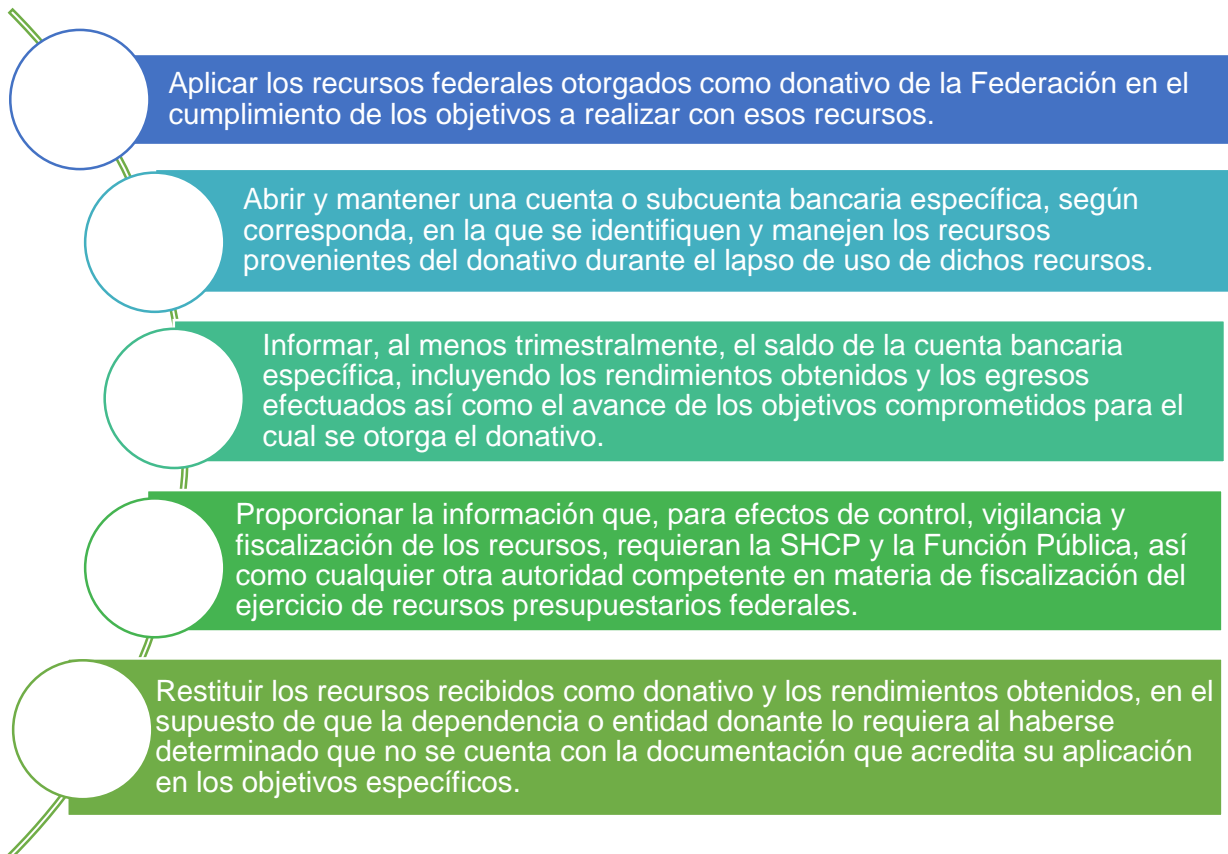 Aplicar los recursos federales otorgados como donativo de la Federación en el
cumplimiento de los objetivos a realizar con esos recursos.
Abrir y mantener una cuenta o subcuenta bancaria específica, según
corresponda, en la que se identifiquen y manejen los recursos
provenientes del donativo durante el lapso de uso de dichos recursos.
Informar, al menos trimestralmente, el saldo de la cuenta bancaria
específica, incluyendo los rendimientos obtenidos y los egresos
efectuados así como el avance de los objetivos comprometidos para el
cual se otorga el donativo.
Proporcionar la información que, para efectos de control, vigilancia y
fiscalización de los recursos, requieran la SHCP y la Función Pública, así
como cualquier otra autoridad competente en materia de fiscalización del
ejercicio de recursos presupuestarios federales.
Restituir los recursos recibidos como donativo y los rendimientos obtenidos, en el
supuesto de que la dependencia o entidad donante lo requiera al haberse
determinado que no se cuenta con la documentación que acredita su aplicación
en los objetivos específicos.